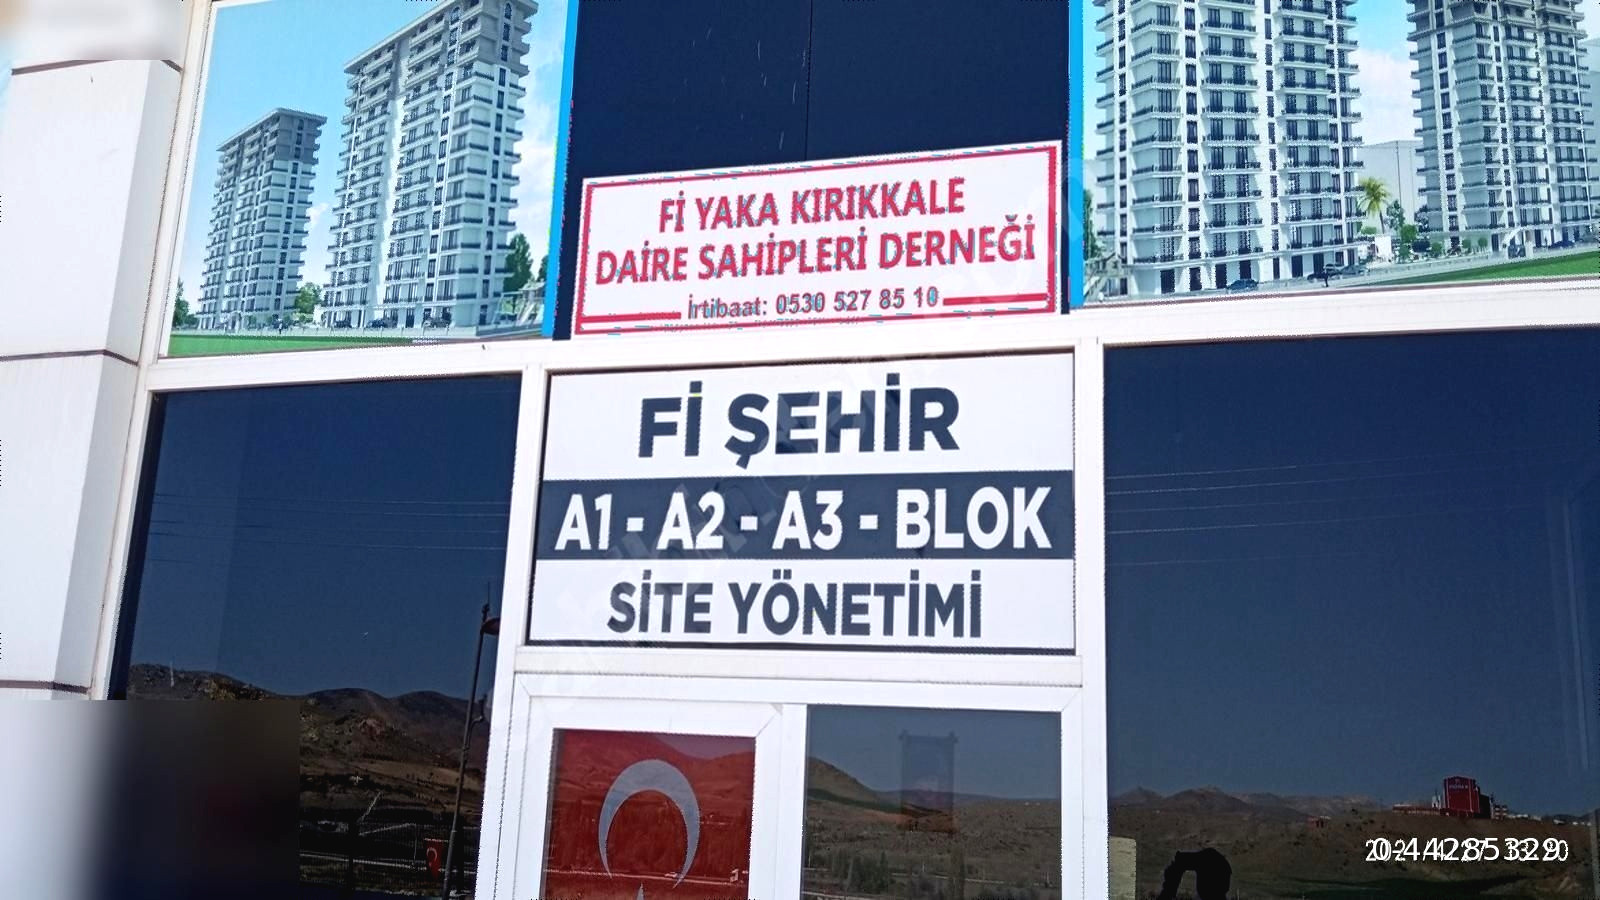 Fİ YAKA KIRIKKALE
DAİRE SAHİPLERİ DERNEĞİ
İrtibaat: 0530 527 85 10
Fİ ŞEHİR
A1 - A2 - A3 - BLOK
SİTE YÖNETİMİ